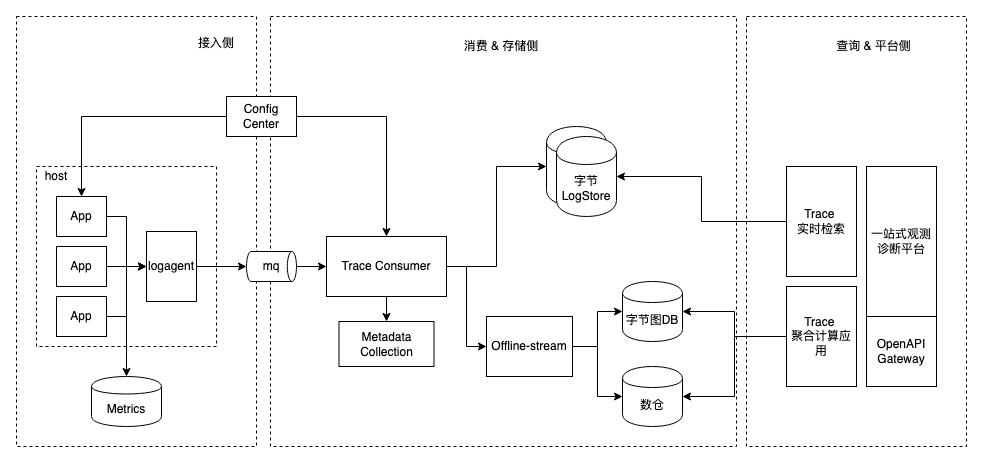 接入侧
消费 & 存储侧
查询 & 平台侧
Config
Center
host
App
App
App
logagent
Metrics
mq
Trace Consumer
Metadata
Collection
字节
LogStore
Offline-stream
字节图DB
数仓
Trace
实时检索
Trace
聚合计算应
用
一站式观测
诊断平台
OpenAPI
Gateway